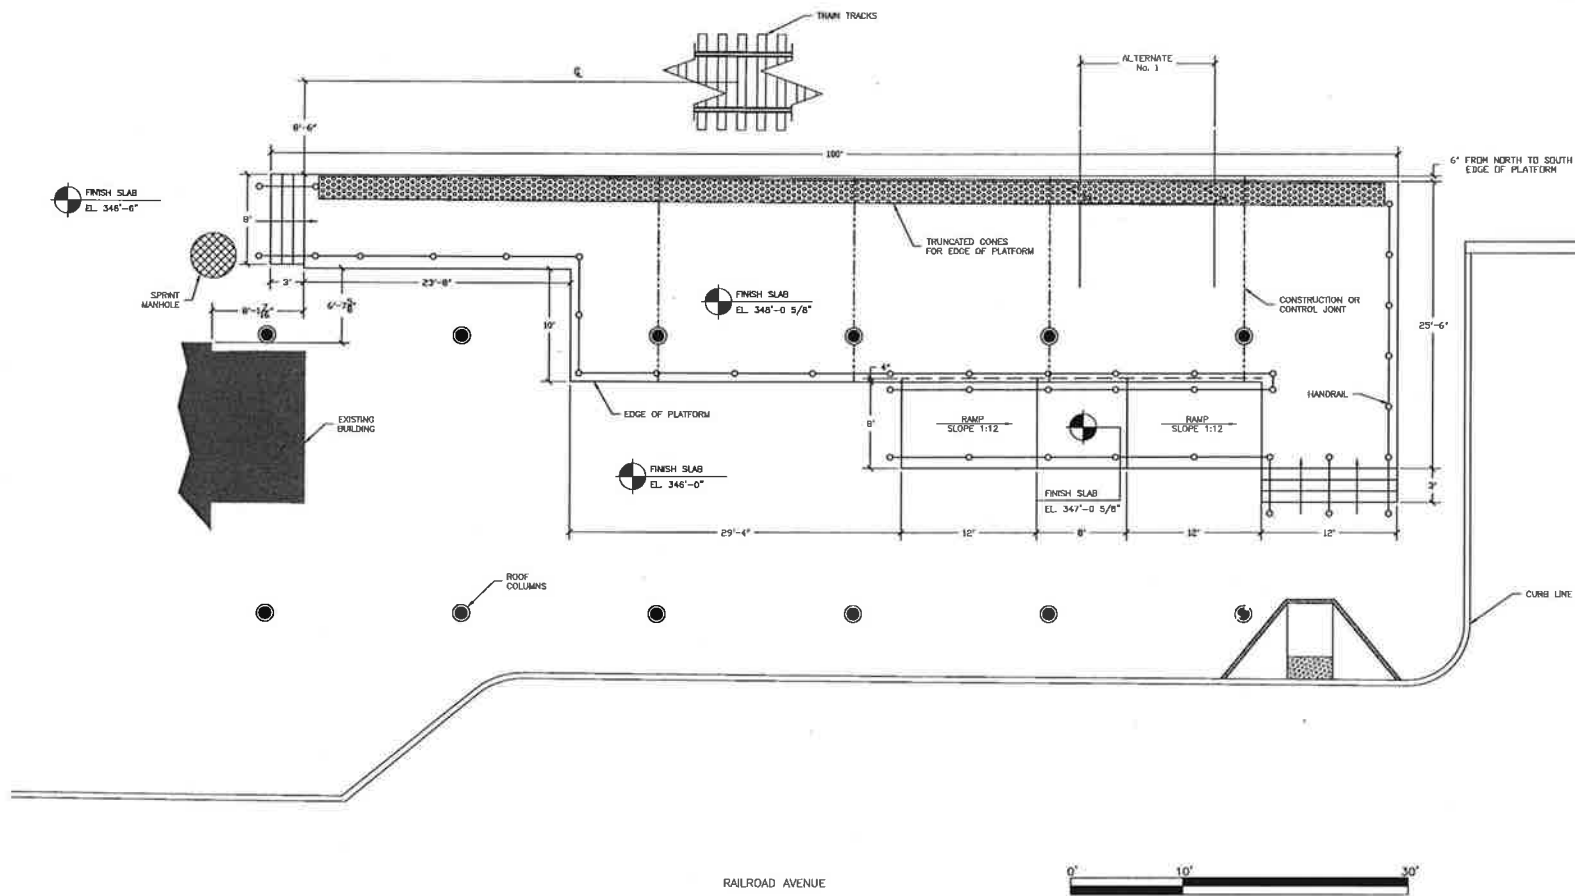 TRAIN TRACKS
ALTERNATE
No. 1
℄
8'-6"
100'
6" FROM NORTH TO SOUTH
EDGE OF PLATFORM
FINISH SLAB
EL. 346'-6"
8'
TRUNCATED CONES
FOR EDGE OF PLATFORM
SPRINT
MANHOLE
3'
23'-8"
FINISH SLAB
EL. 348'-0 5/8"
CONSTRUCTION OR
CONTROL JOINT
25'-6"
10'
4"
EDGE OF PLATFORM
HANDRAIL
EXISTING
BUILDING
8'
RAMP
SLOPE 1:12
RAMP
SLOPE 1:12
FINISH SLAB
EL. 346'-0"
FINISH SLAB
EL. 347'-0 5/8"
29'-4"
12'
8'
12'
12'
ROOF
COLUMNS
CURB LINE
RAILROAD AVENUE
0'
10'
30'